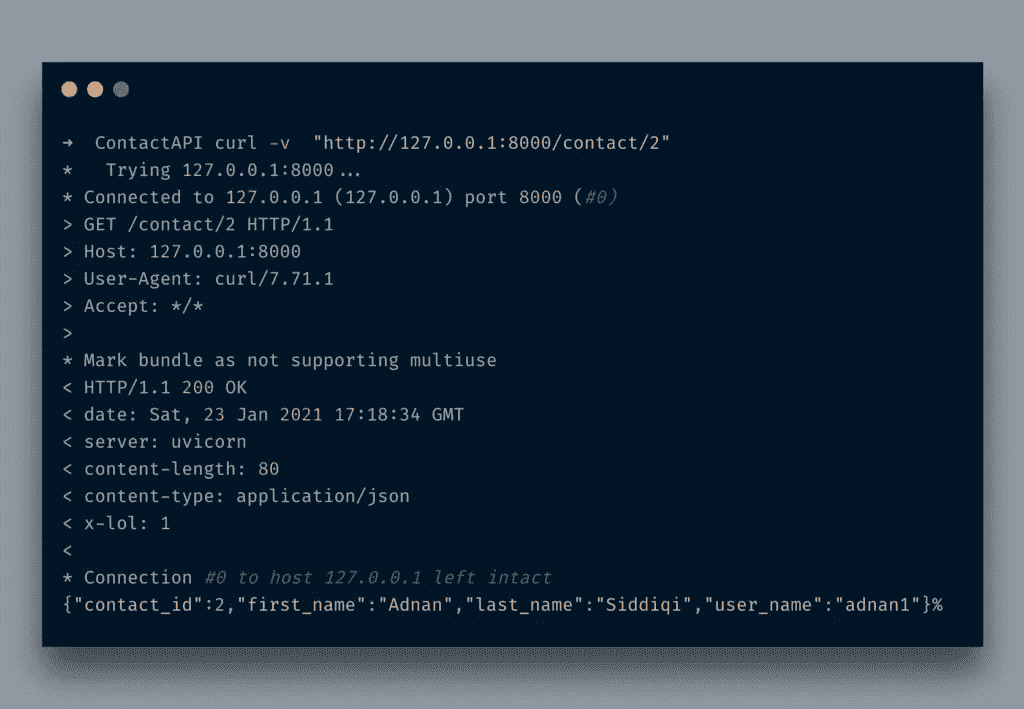 ➜  ContactAPI curl -v  "http://127.0.0.1:8000/contact/2"
*   Trying 127.0.0.1:8000...
* Connected to 127.0.0.1 (127.0.0.1) port 8000 (#0)
> GET /contact/2 HTTP/1.1
> Host: 127.0.0.1:8000
> User-Agent: curl/7.71.1
> Accept: */*
>
* Mark bundle as not supporting multiuse
< HTTP/1.1 200 OK
< date: Sat, 23 Jan 2021 17:18:34 GMT
< server: uvicorn
< content-length: 80
< content-type: application/json
< x-lol: 1
<
* Connection #0 to host 127.0.0.1 left intact
{"contact_id":2,"first_name":"Adnan","last_name":"Siddiqi","user_name":"adnan1"}%